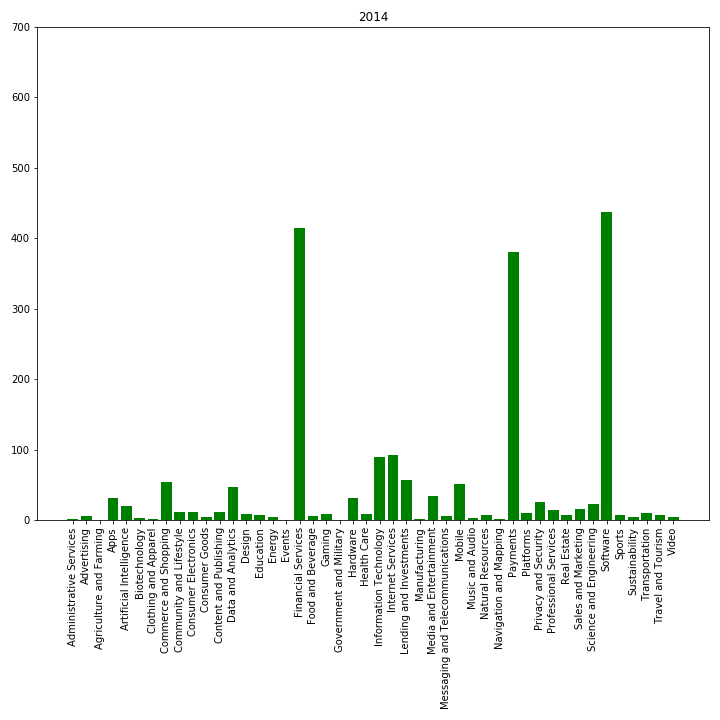 2014
700
600
500
400
300
200
100
0
Administrative Services
Advertising
Agriculture and Farming
Apps
Artificial Intelligence
Biotechnology
Clothing and Apparel
Commerce and Shopping
Community and Lifestyle
Consumer Electronics
Consumer Goods
Content and Publishing
Data and Analytics
Design
Education
Energy
Events
Financial Services
Food and Beverage
Gaming
Government and Military
Hardware
Health Care
Information Technology
Internet Services
Lending and Investments
Manufacturing
Media and Entertainment
Messaging and Telecommunications
Mobile
Music and Audio
Natural Resources
Navigation and Mapping
Payments
Platforms
Privacy and Security
Professional Services
Real Estate
Sales and Marketing
Science and Engineering
Software
Sports
Sustainability
Transportation
Travel and Tourism
Video